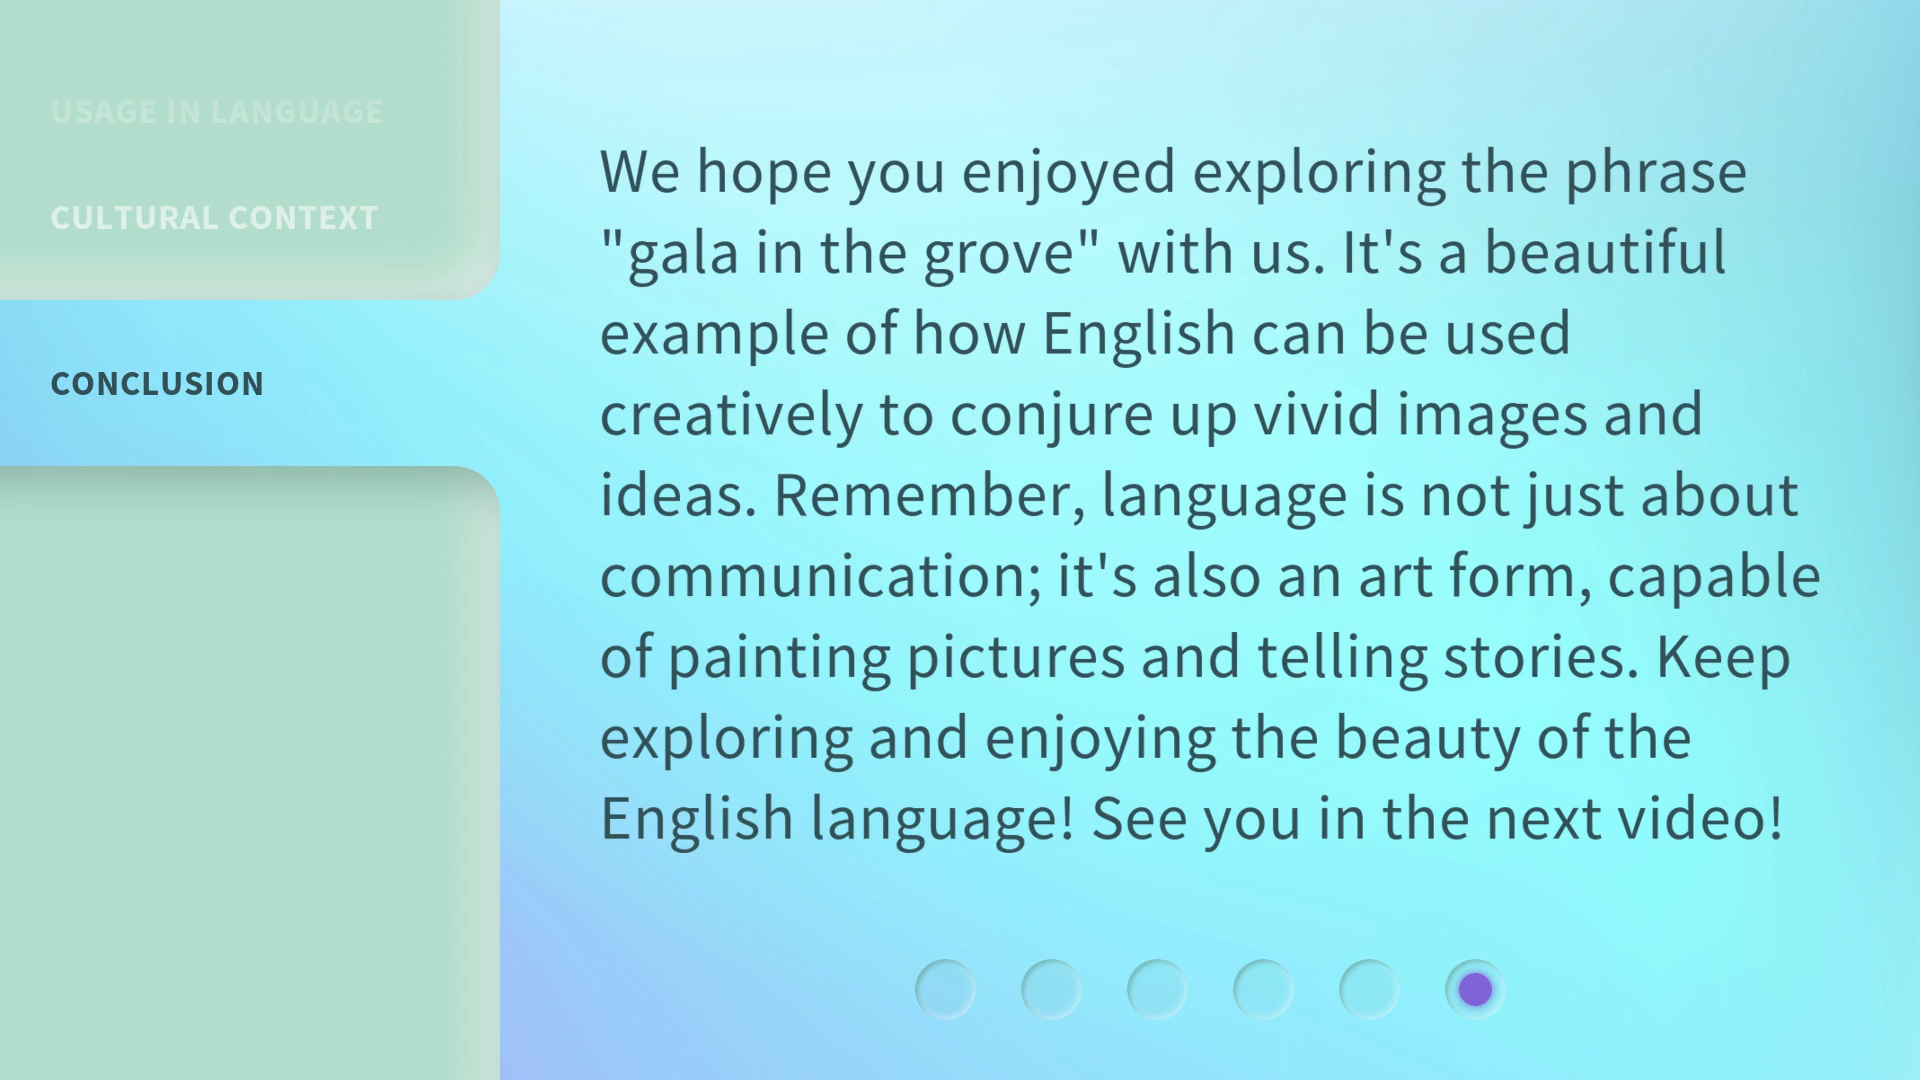 USAGE IN LANGUAGE
CULTURAL CONTEXT
CONCLUSION
We hope you enjoyed exploring the phrase
"gala in the grove" with us. It's a beautiful
example of how English can be used
creatively to conjure up vivid images and
ideas. Remember, language is not just about
communication; it's also an art form, capable
of painting pictures and telling stories. Keep
exploring and enjoying the beauty of the
English language! See you in the next video!